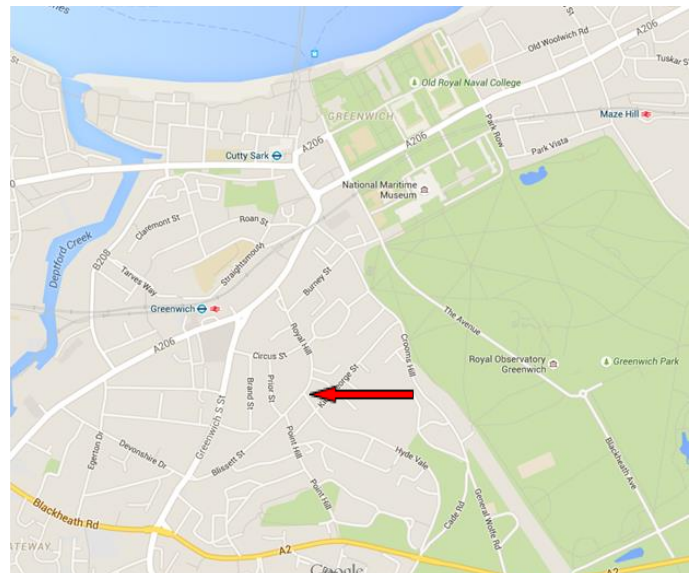 Old Woolwich Rd
A206
Tuskar St
Old Royal Naval College
GREENWICH
Maze Hill
A206
A206
Park Row
Park Vista
Cutty Sark
National Maritime
Museum
Claremont St
Roan St
Straightsmouth
Deptford Creek
B208
Tarves Way
Burney St
Greenwich
The Avenue
A206
Royal Hill
Crooms Hill
Circus St
Royal Observatory
Greenwich
Greenwich Park
Prior St
Brand St
George St
Greenwich S St
Egerton Dr
Devonshire Dr
Point Hill
Blissett St
Hyde Vale
Blackheath Ave
Point Hill
Cade Rd
General Wolfe Rd
Blackheath Rd
A2
A2
Google